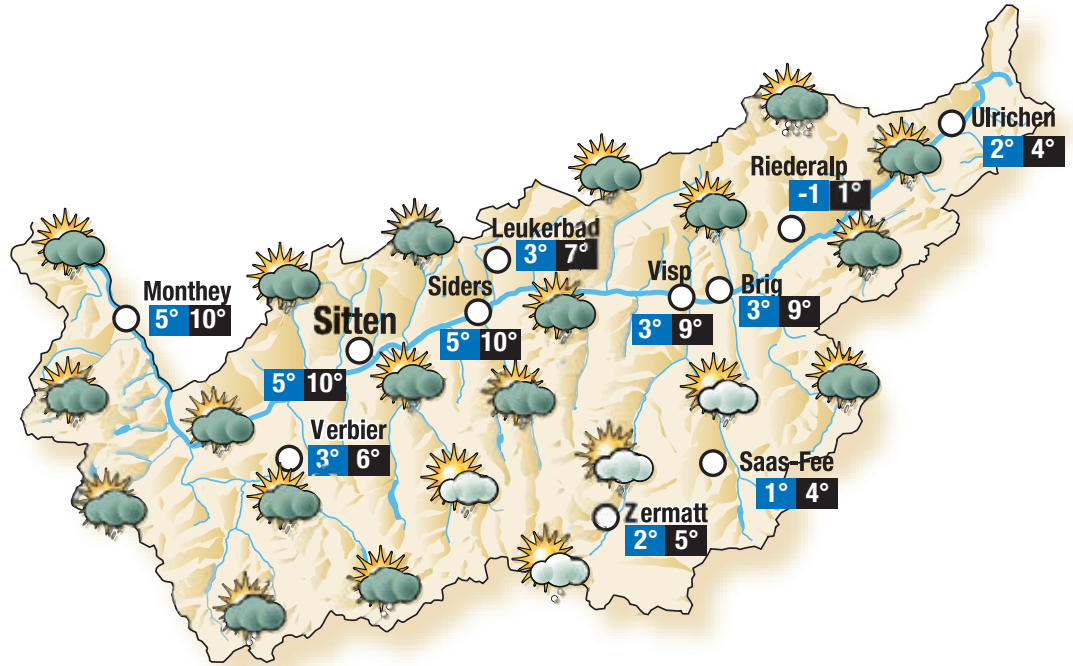 Ulrichen
2° 4°
Riederalp
-1 1°
Leukerbad
3° 7°
Visp
3° 9°
Brig
3° 9°
Monthey
5° 10°
Siders
5° 10°
Sitten
5° 10°
Verbier
3° 6°
Saas-Fee
1° 4°
Zermatt
2° 5°